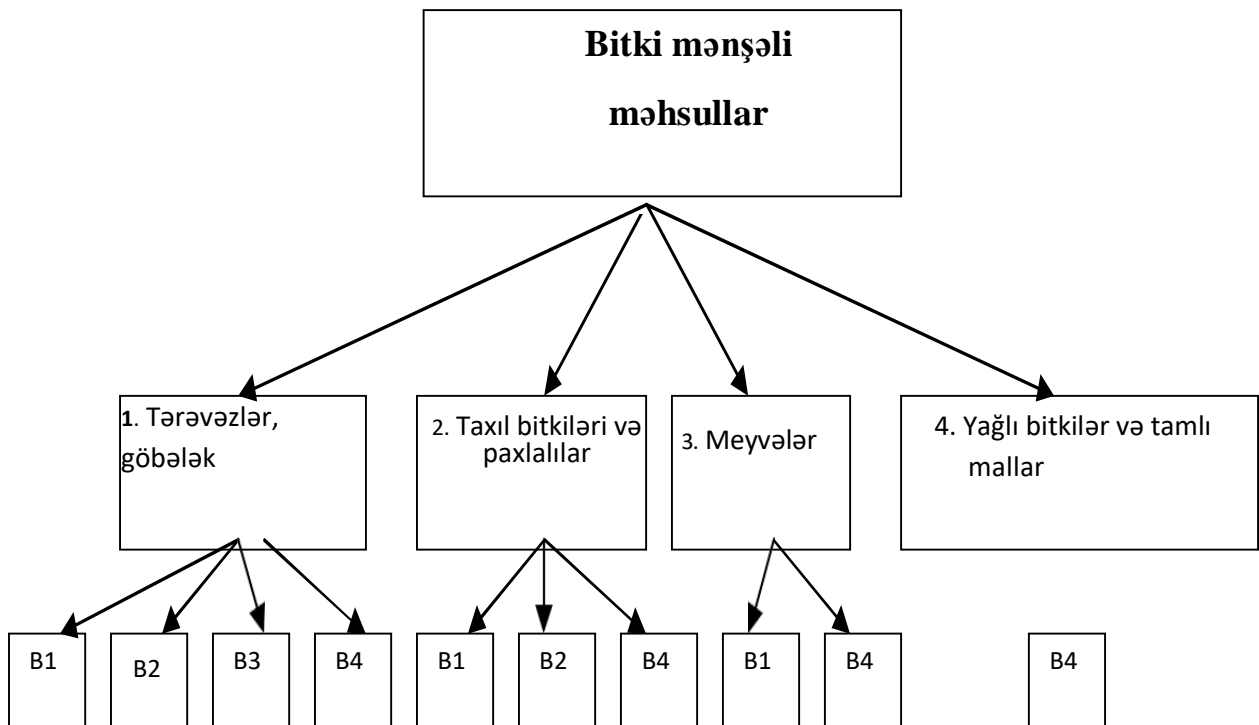 Bitki mənşəli
məhsullar
1. Tərəvəzlər,
göbələk
2. Taxıl bitkiləri və
paxlalılar
3. Meyvələr
4. Yağlı bitkilər və tamlı
mallar
B1
B2
B3
B4
B1
B2
B4
B1
B4
B4